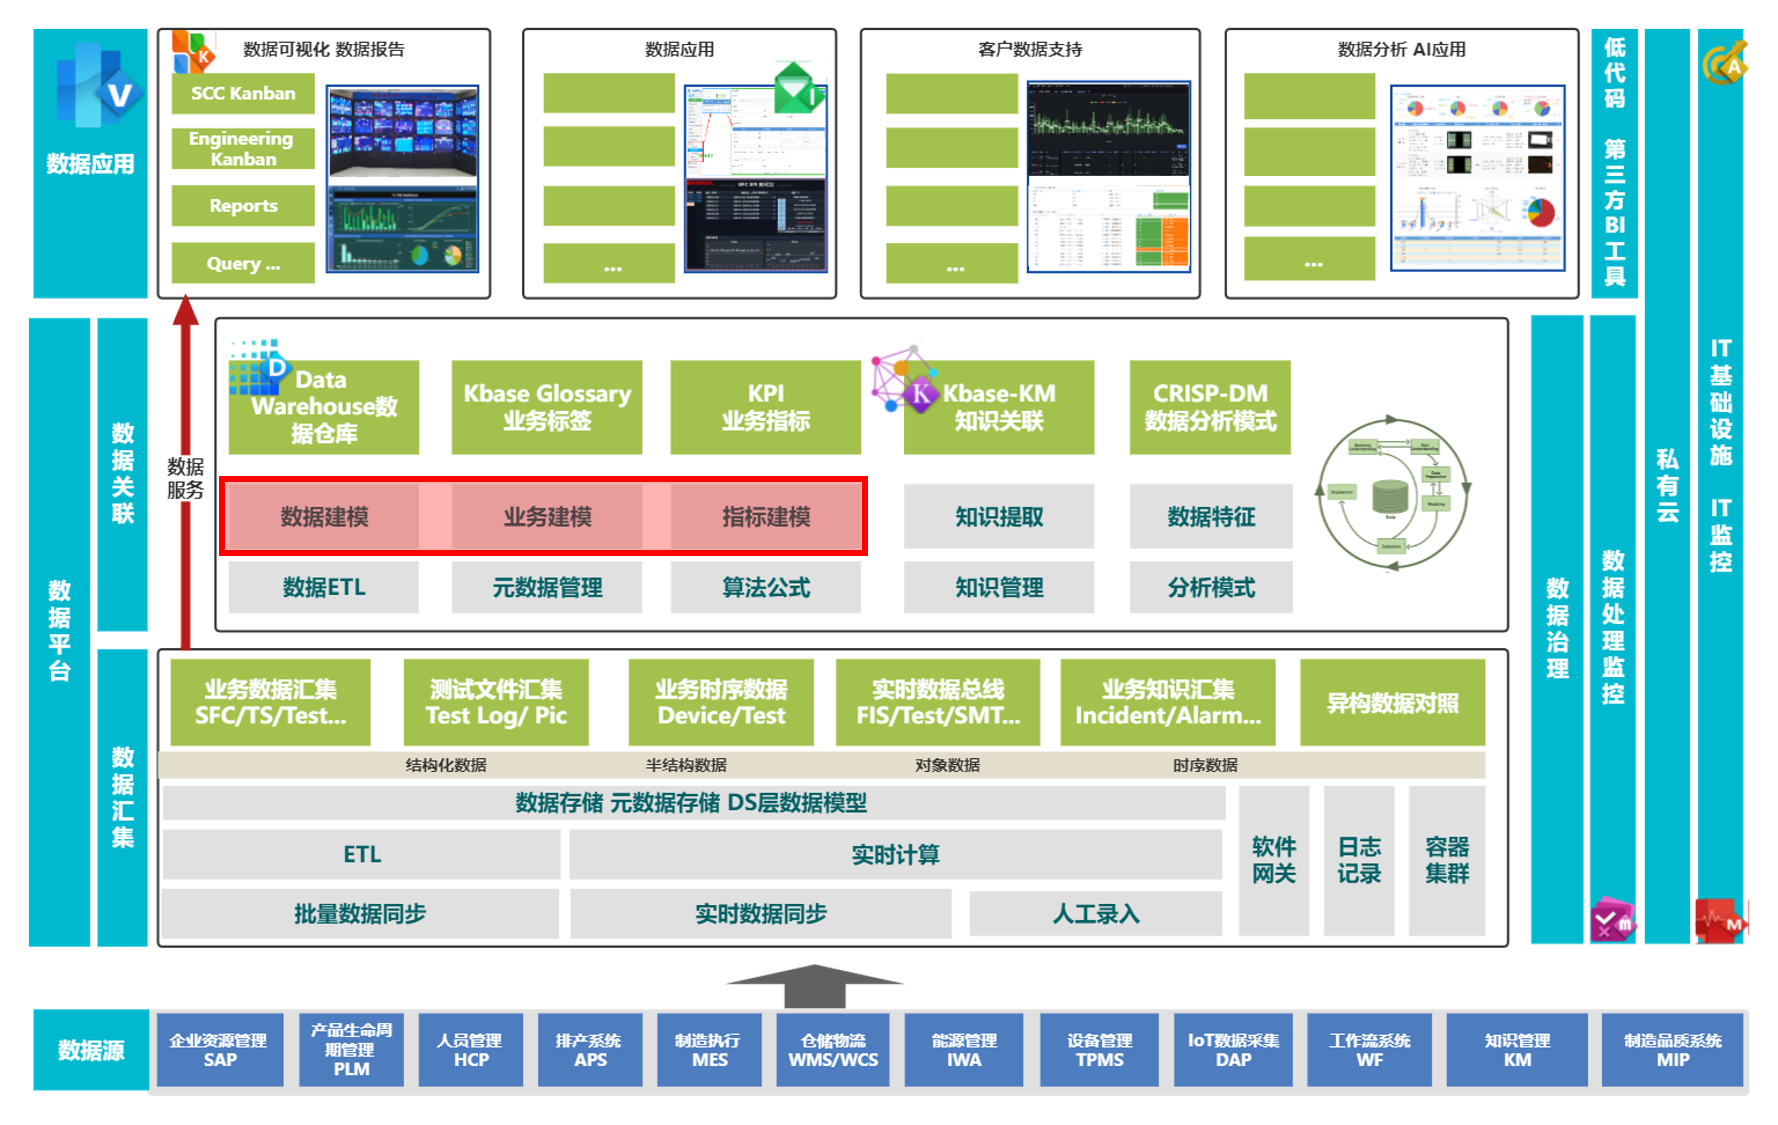 数据应用
V
K
数据可视化 数据报告
SCC Kanban
Engineering
Kanban
Reports
Query ...
数据应用
...
客户数据支持
...
数据分析 AI应用
...
低代码 第三方BI工具
A
数据平台
数据关联
数据汇集
数据
服务
D
Data
Warehouse数
据仓库
Kbase Glossary
业务标签
KPI
业务指标
K
Kbase-KM
知识关联
CRISP-DM
数据分析模式
数据建模
业务建模
指标建模
知识提取
数据特征
数据ETL
元数据管理
算法公式
知识管理
分析模式
业务数据汇集
SFC/TS/Test...
测试文件汇集
Test Log/ Pic
业务时序数据
Device/Test
实时数据总线
FIS/Test/SMT...
业务知识汇集
Incident/Alarm...
异构数据对照
结构化数据
半结构数据
对象数据
时序数据
数据存储 元数据存储 DS层数据模型
ETL
实时计算
批量数据同步
实时数据同步
人工录入
软件
网关
日志
记录
容器
集群
数据治理
数据处理监控
m
私有云
IT基础设施 IT监控
M
数据源
企业资源管理
SAP
产品生命周
期管理
PLM
人员管理
HCP
排产系统
APS
制造执行
MES
仓储物流
WMS/WCS
能源管理
IWA
设备管理
TPMS
IoT数据采集
DAP
工作流系统
WF
知识管理
KM
制造品质系统
MIP